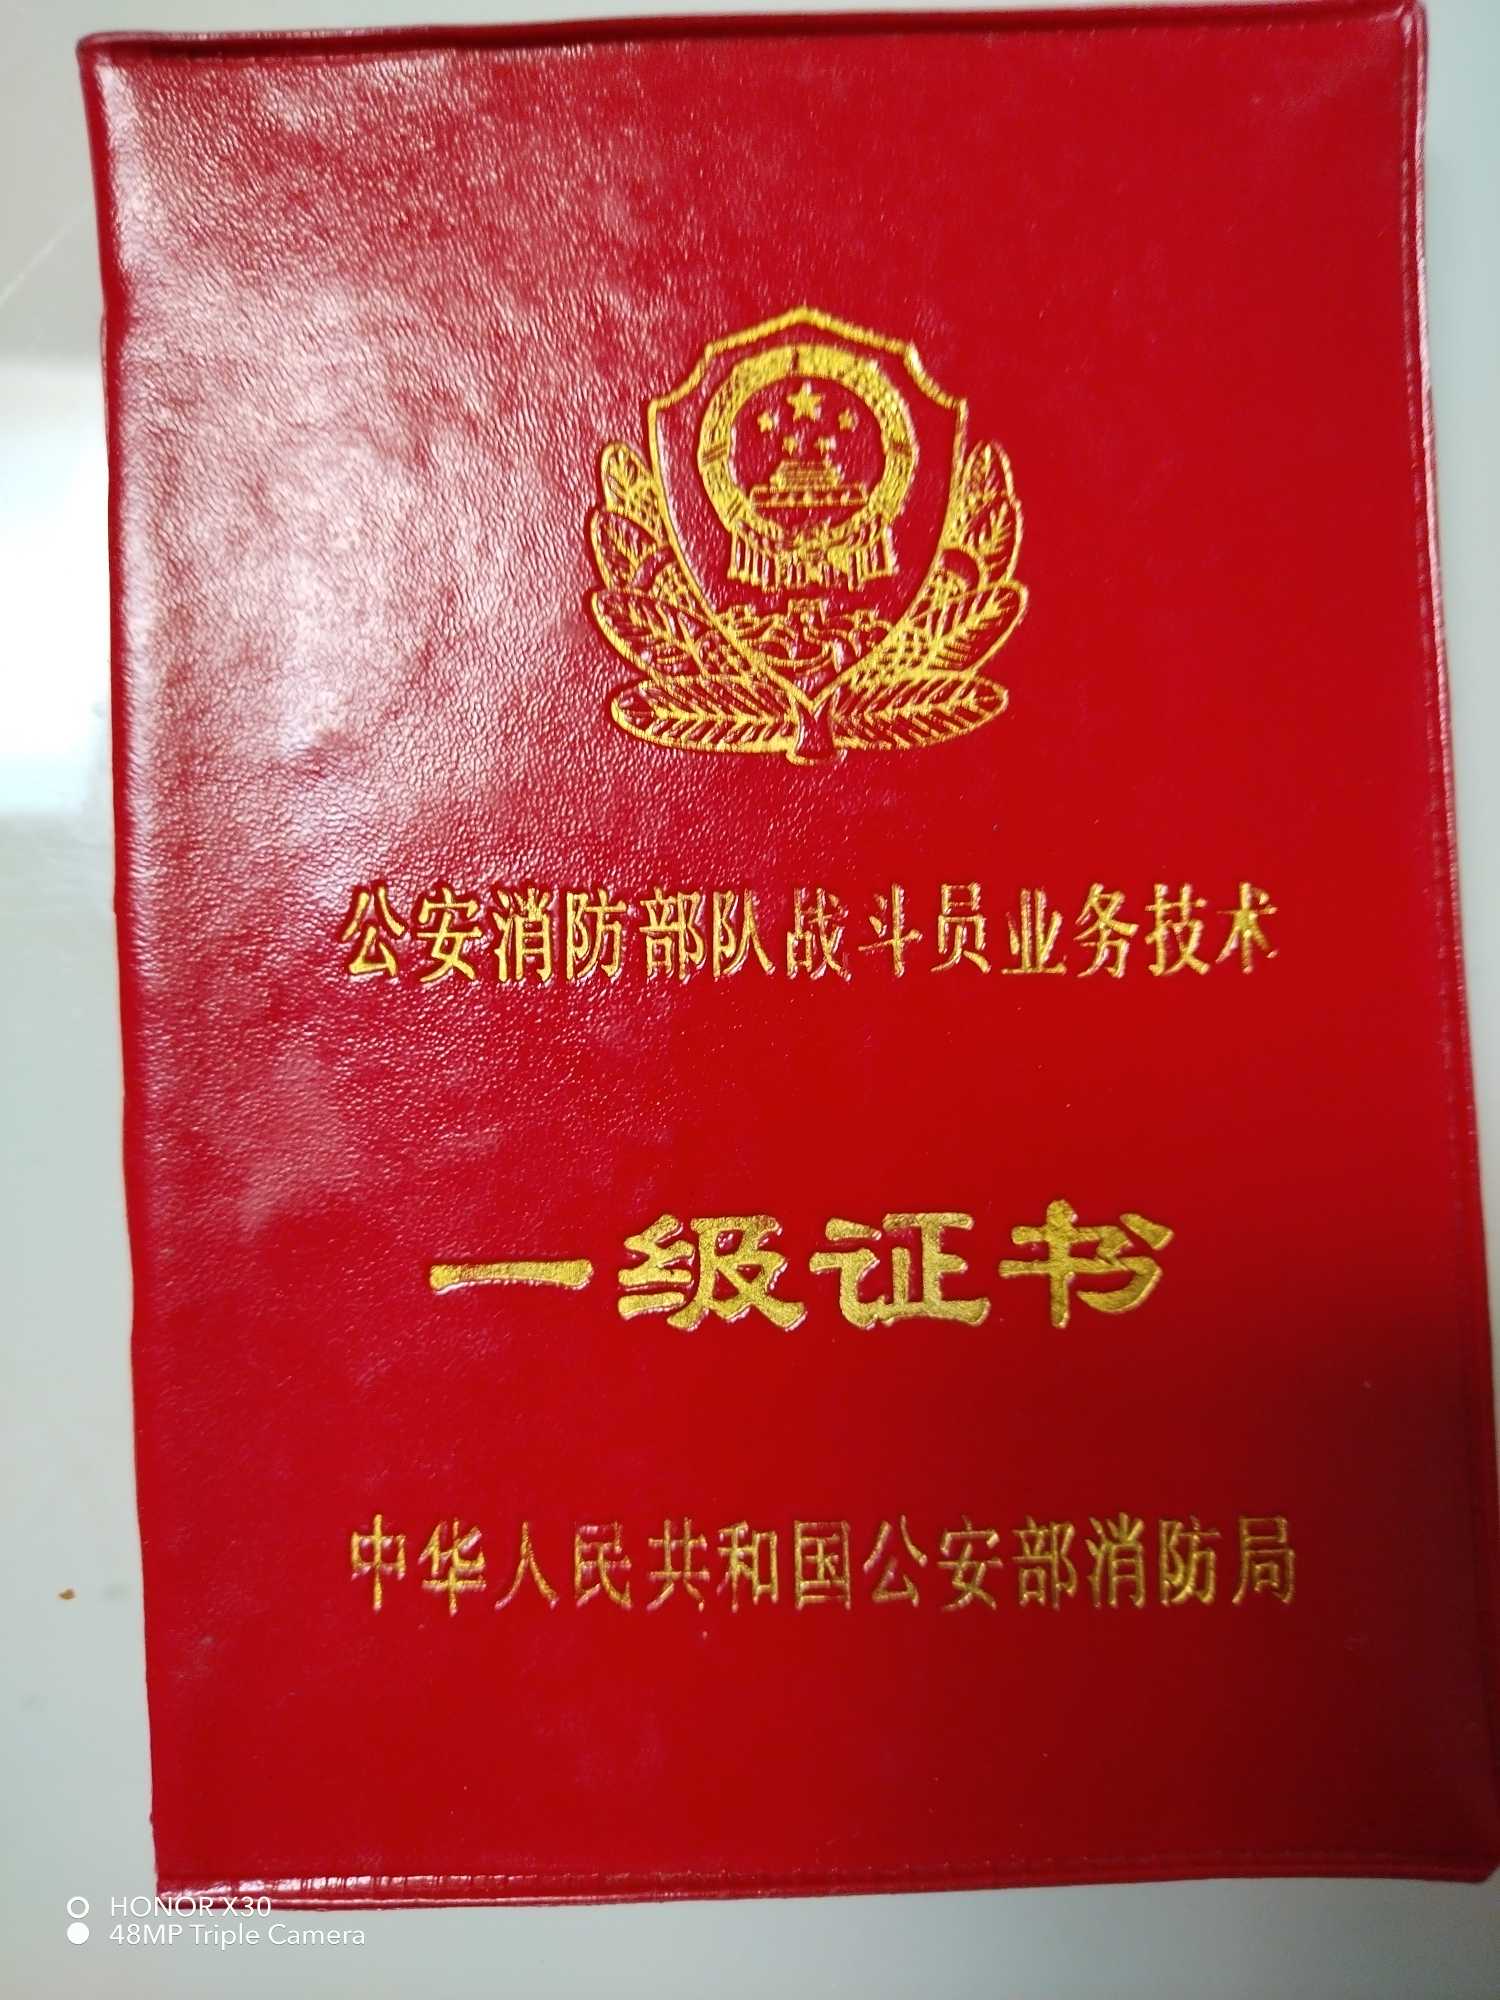 公安消防部队战斗员业务技术
一级证书
中华人民共和国公安部消防局
HONOR X30
48MP Triple Camera